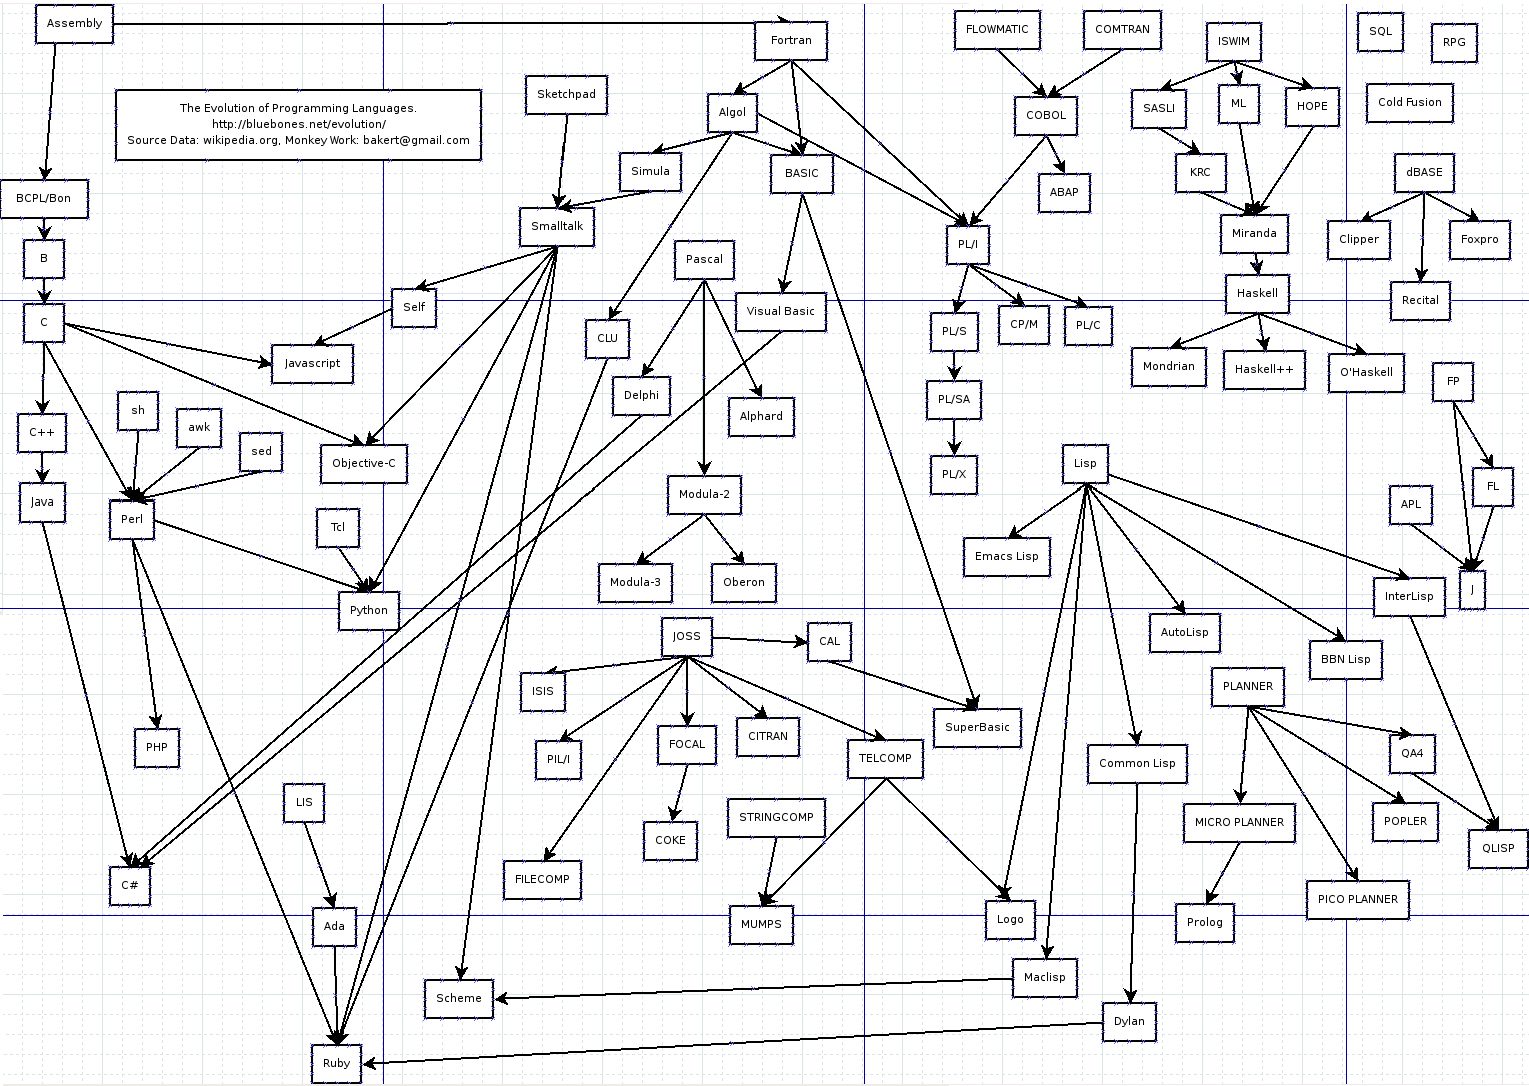 Assembly
Fortran
FLOWMATIC
COMTRAN
ISWIM
SQL
RPG
Sketchpad
Algol
COBOL
SASLI
ML
HOPE
Cold Fusion
The Evolution of Programming Languages.
http://bluebones.net/evolution/
Source Data: wikipedia.org, Monkey Work: bakert@gmail.com
Simula
BASIC
ABAP
KRC
dBASE
BCPL/Bon
Smalltalk
PL/I
Miranda
Clipper
Foxpro
B
Pascal
Self
Visual Basic
Haskell
Recital
C
CLU
PL/S
CP/M
PL/C
Javascript
Mondrian
Haskell++
O'Haskell
FP
Delphi
PL/SA
Alphard
sh
awk
C++
sed
Objective-C
Lisp
PL/X
FL
Java
Modula-2
APL
Perl
Tcl
Emacs Lisp
Modula-3
Oberon
J
InterLisp
Python
JOSS
CAL
AutoLisp
BBN Lisp
ISIS
PLANNER
SuperBasic
PHP
PIL/I
FOCAL
CITRAN
TELCOMP
Common Lisp
QA4
LIS
STRINGCOMP
MICRO PLANNER
POPLER
COKE
QLISP
C#
FILECOMP
PICO PLANNER
Ada
MUMPS
Logo
Prolog
Scheme
Maclisp
Dylan
Ruby